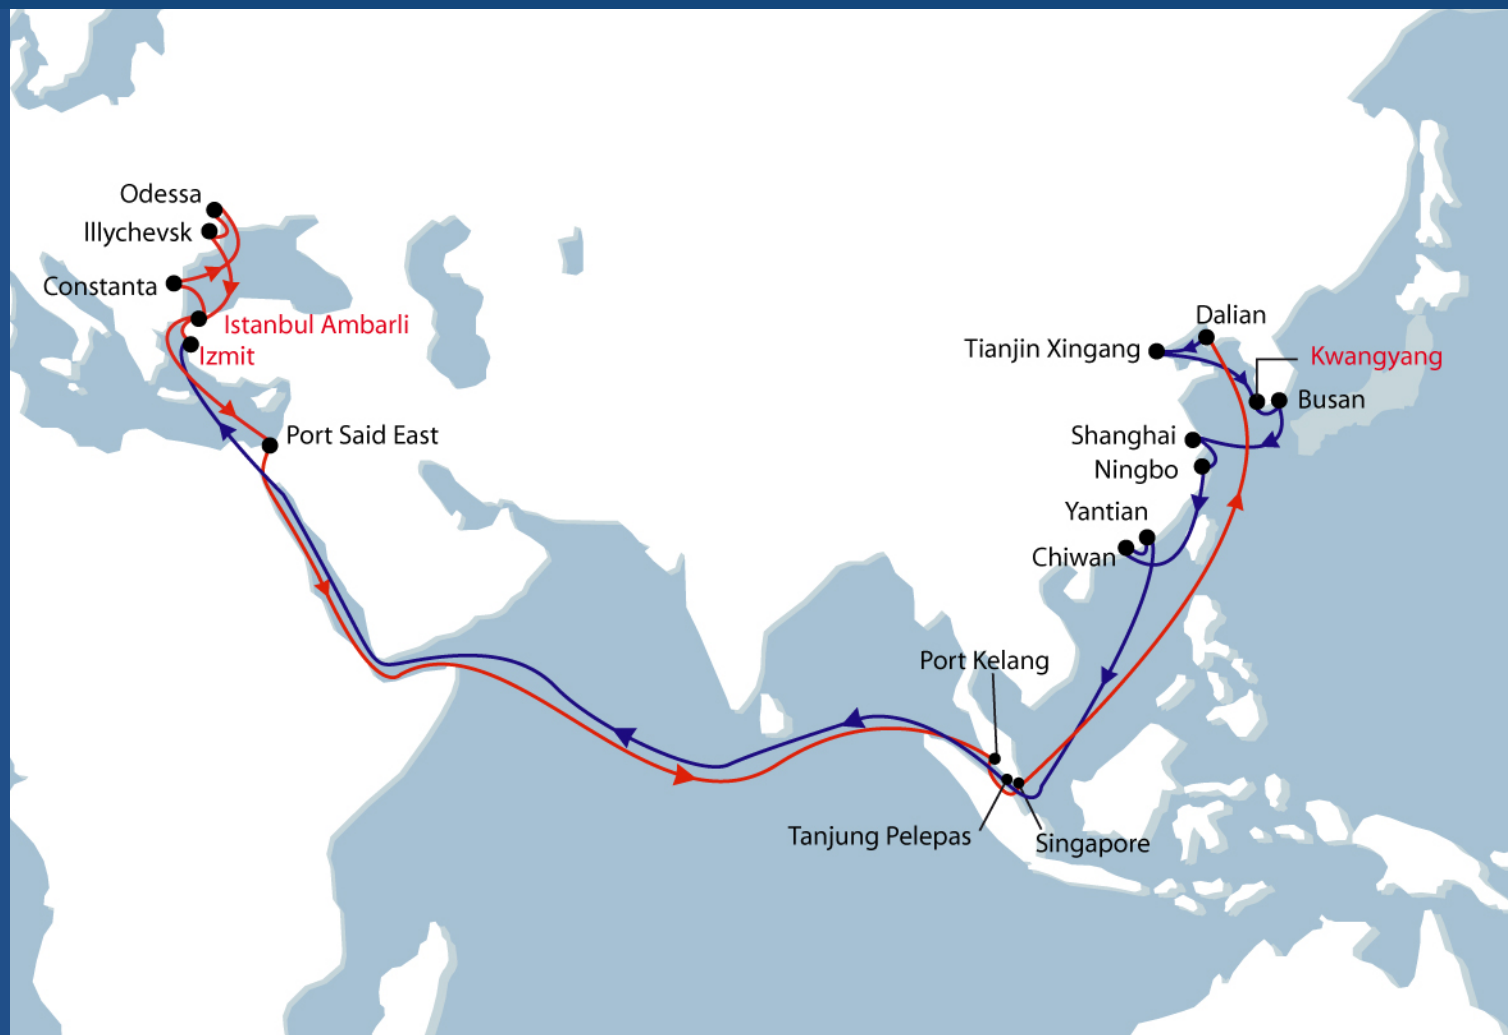 Odessa
Illychevsk
Constanta
Istanbul Ambarli
Izmit
Port Said East
Dalian
Tianjin Xingang
Kwangyang
Busan
Shanghai
Ningbo
Yantian
Chiwan
Port Kelang
Tanjung Pelepas
Singapore